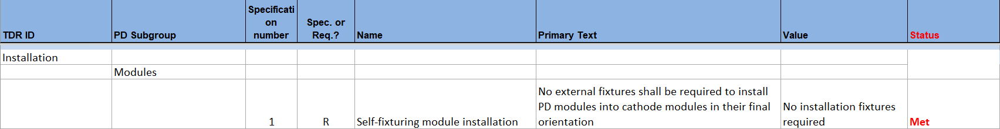 TDR ID PD Subgroup Specificati on number Spec. or Req.? Name Primary Text Value Status
Installation
Modules
1 R Self-fixturing module installation No external fixtures shall be required to install PD modules into cathode modules in their final orientation No installation fixtures required Met